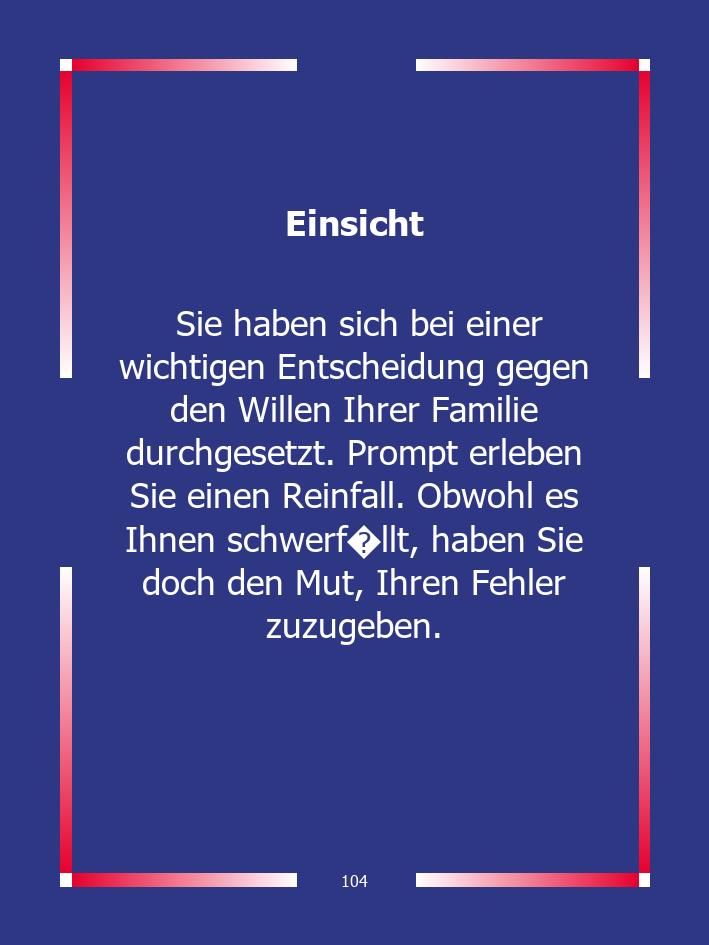 Einsicht
Sie haben sich bei einer
wichtigen Entscheidung gegen
den Willen Ihrer Familie
durchgesetzt. Prompt erleben
Sie einen Reinfall. Obwohl es
Ihnen schwerf�llt, haben Sie
doch den Mut, Ihren Fehler
zuzugeben.
104